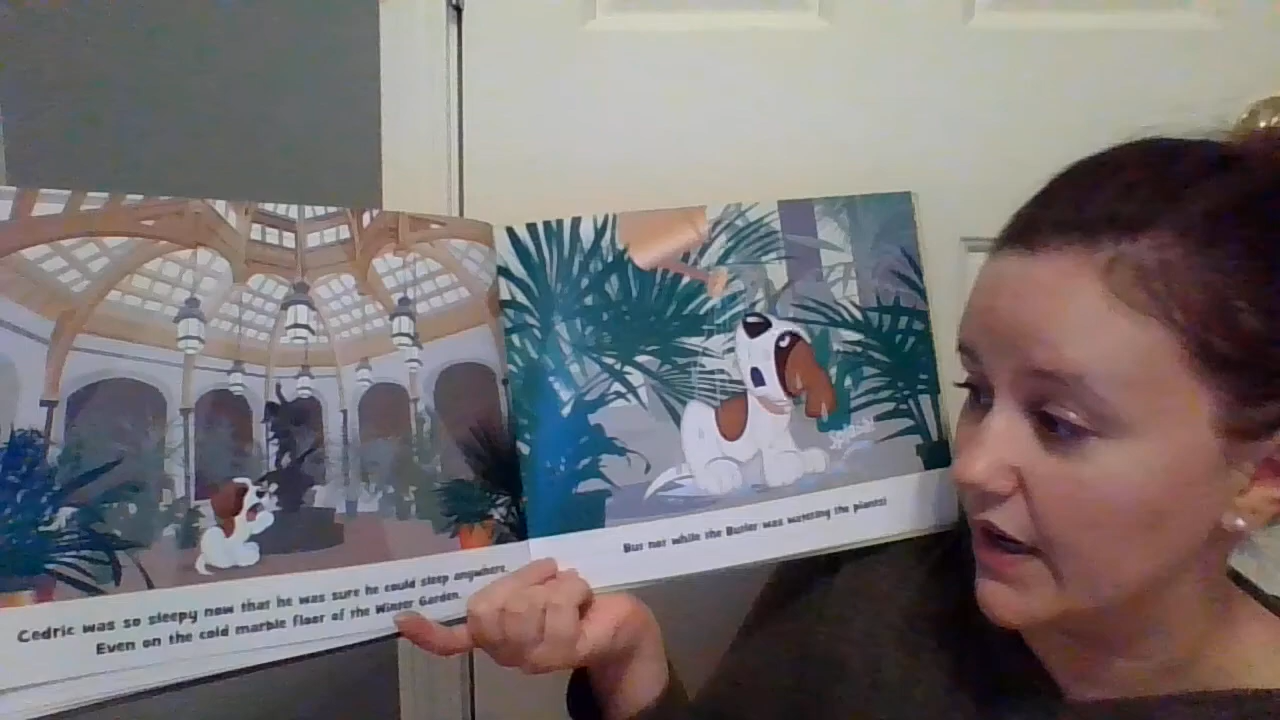 Cedric was so sleepy now that he was sure he could sleep anywhere.
Even on the cold marble floor of the Winter Garden.
But not while the Butler was watering the plants!